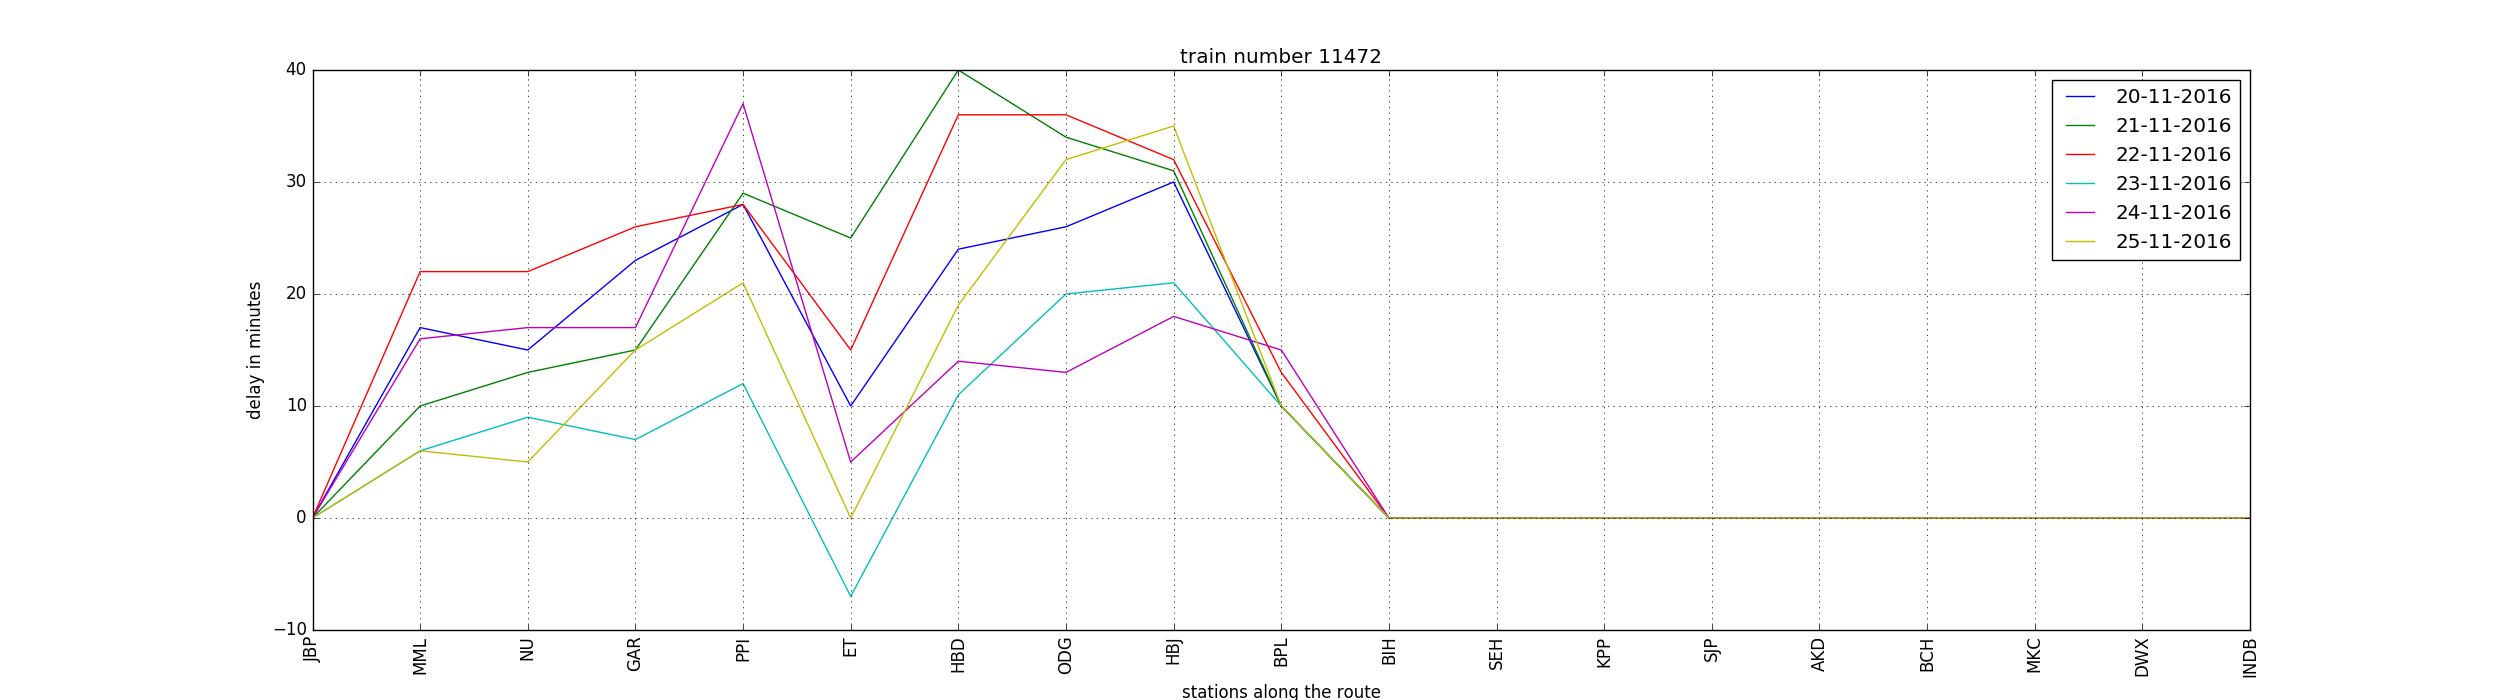 train number 11472
40
30
20
10
0
−10
delay in minutes
20-11-2016
21-11-2016
22-11-2016
23-11-2016
24-11-2016
25-11-2016
JBP
MML
NU
GAR
PPI
ET
HBD
ODG
HBJ
BPL
BIH
SEH
KPP
SJP
AKD
BCH
MKC
DWX
INDB
stations along the route